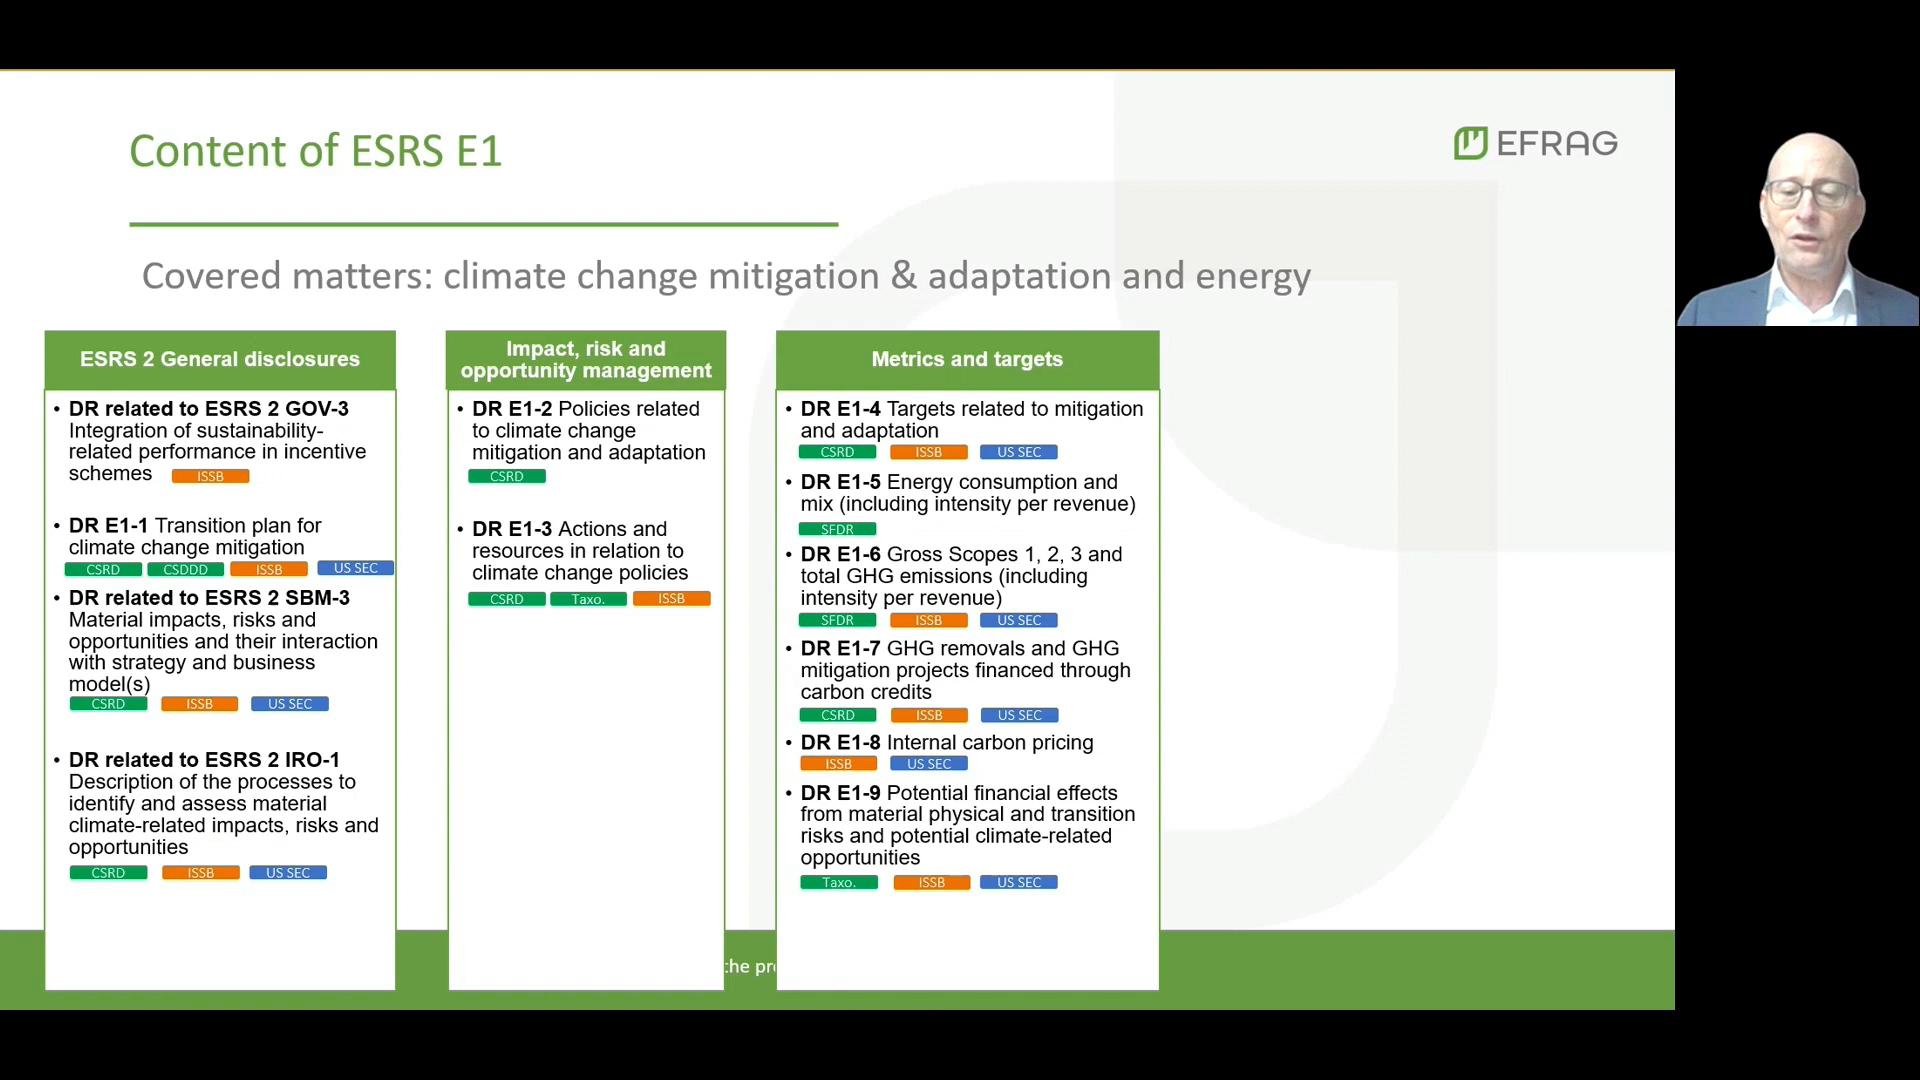 Content of ESRS E1
EFRAG
Covered matters: climate change mitigation & adaptation and energy
ESRS 2 General disclosures
• DR related to ESRS 2 GOV-3
Integration of sustainability-
related performance in incentive
schemes ISSB
• DR E1-1 Transition plan for
climate change mitigation
CSRD CSDDD ISSB US SEC
• DR related to ESRS 2 SBM-3
Material impacts, risks and
opportunities and their interaction
with strategy and business
model(s)
CSRD ISSB US SEC
• DR related to ESRS 2 IRO-1
Description of the processes to
identify and assess material
climate-related impacts, risks and
opportunities
CSRD ISSB US SEC
Impact, risk and
opportunity management
• DR E1-2 Policies related
to climate change
mitigation and adaptation
CSRD
• DR E1-3 Actions and
resources in relation to
climate change policies
CSRD Taxo. ISSB
Metrics and targets
• DR E1-4 Targets related to mitigation
and adaptation
CSRD ISSB US SEC
• DR E1-5 Energy consumption and
mix (including intensity per revenue)
SFDR
• DR E1-6 Gross Scopes 1, 2, 3 and
total GHG emissions (including
intensity per revenue)
SFDR ISSB US SEC
• DR E1-7 GHG removals and GHG
mitigation projects financed through
carbon credits
CSRD ISSB US SEC
• DR E1-8 Internal carbon pricing
ISSB US SEC
• DR E1-9 Potential financial effects
from material physical and transition
risks and potential climate-related
opportunities
Taxo. ISSB US SEC
the